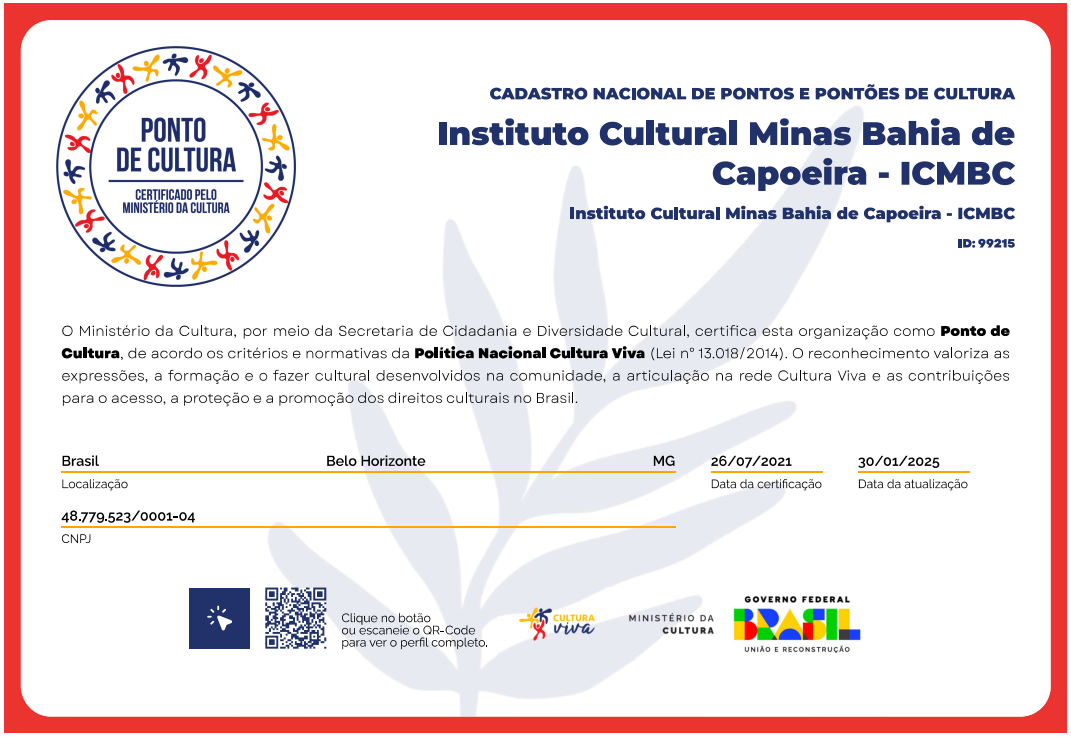 PONTO
DE CULTURA
CERTIFICADO PELO
MINISTÉRIO DA CULTURA
CADASTRO NACIONAL DE PONTOS E PONTÕES DE CULTURA
Instituto Cultural Minas Bahia de
Capoeira - ICMBC
Instituto Cultural Minas Bahia de Capoeira - ICMBC
ID: 99215
O Ministério da Cultura, por meio da Secretaria de Cidadania e Diversidade Cultural, certifica esta organização como Ponto de
Cultura, de acordo os critérios e normativas da Política Nacional Cultura Viva (Lei nº 13.018/2014). O reconhecimento valoriza as
expressões, a formação e o fazer cultural desenvolvidos na comunidade, a articulação na rede Cultura Viva e as contribuições
para o acesso, a proteção e a promoção dos direitos culturais no Brasil.
Brasil Belo Horizonte MG 26/07/2021 30/01/2025
Localização Data da certificação Data da atualização
48.779.523/0001-04
CNPJ
Clique no botão
ou escaneie o QR-Code
para ver o perfil completo.
CULTURA
viva
MINISTÉRIO DA
CULTURA
GOVERNO FEDERAL
BRASIL
UNIÃO E RECONSTRUÇÃO